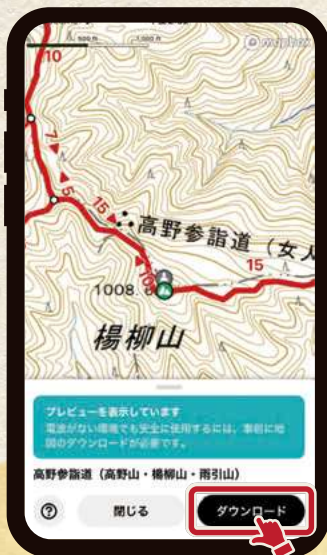 500 ft 1,000 ft
mapbox
10
7
5
15
高野参詣道（女人
15
10
1008.6
楊柳山
プレビューを表示しています
電波がない環境でも安全に使用するには、事前に地
図のダウンロードが必要です。
高野参詣道（高野山・楊柳山・雨引山）
?
閉じる
ダウンロード